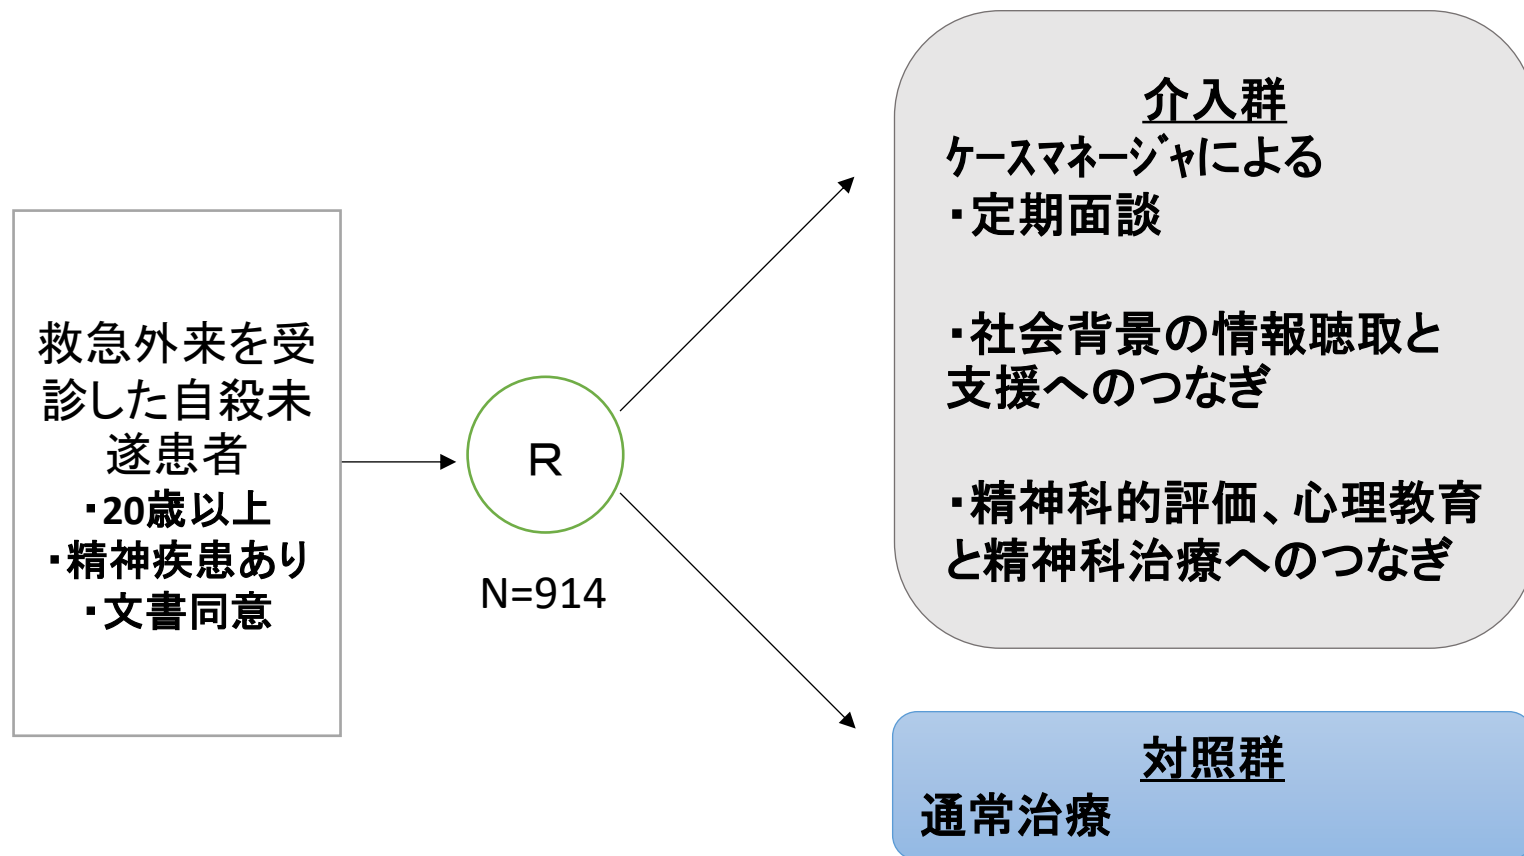 救急外来を受
診した自殺未
遂患者
・20歳以上
・精神疾患あり
・文書同意
R
N=914
介入群
ｹｰｽﾏﾈｰｼﾞｬによる
・定期面談
・社会背景の情報聴取と
支援へのつなぎ
・精神科的評価、心理教育
と精神科治療へのつなぎ
対照群
通常治療